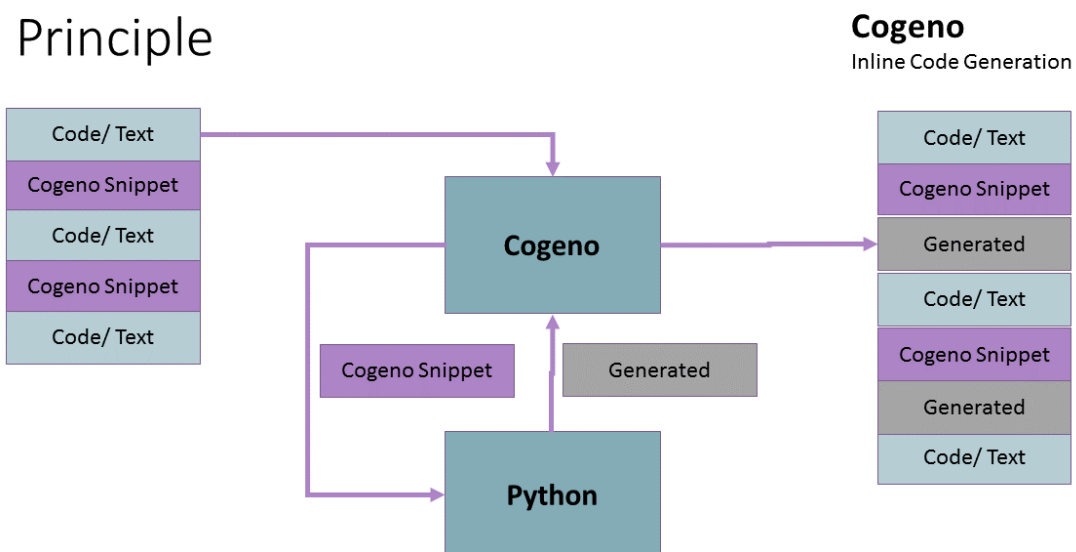 Principle
Cogeno
Inline Code Generation
Code/ Text
Cogeno Snippet
Code/ Text
Cogeno Snippet
Code/ Text
Cogeno
Cogeno Snippet
Generated
Python
Code/ Text
Cogeno Snippet
Generated
Code/ Text
Cogeno Snippet
Generated
Code/ Text